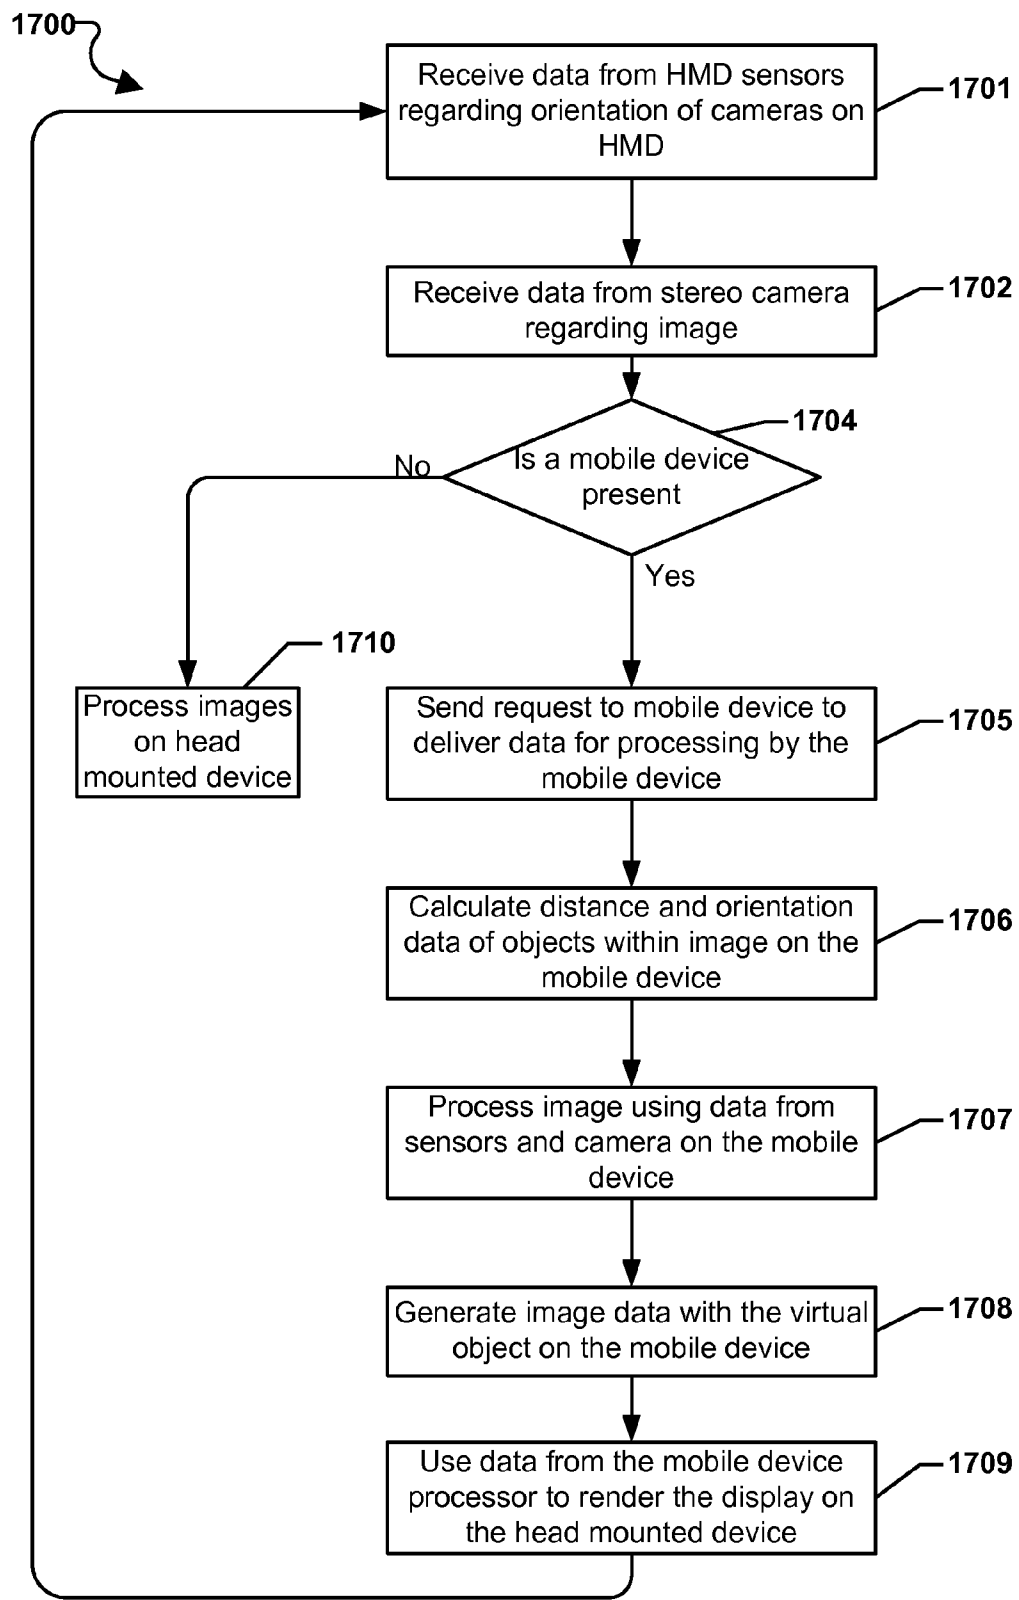 1700
Receive data from HMD sensors
regarding orientation of cameras on
HMD
1701
Receive data from stereo camera
regarding image
1702
Is a mobile device
present
1704
No
Yes
Process images
on head
mounted device
1710
Send request to mobile device to
deliver data for processing by the
mobile device
1705
Calculate distance and orientation
data of objects within image on the
mobile device
1706
Process image using data from
sensors and camera on the mobile
device
1707
Generate image data with the virtual
object on the mobile device
1708
Use data from the mobile device
processor to render the display on
the head mounted device
1709